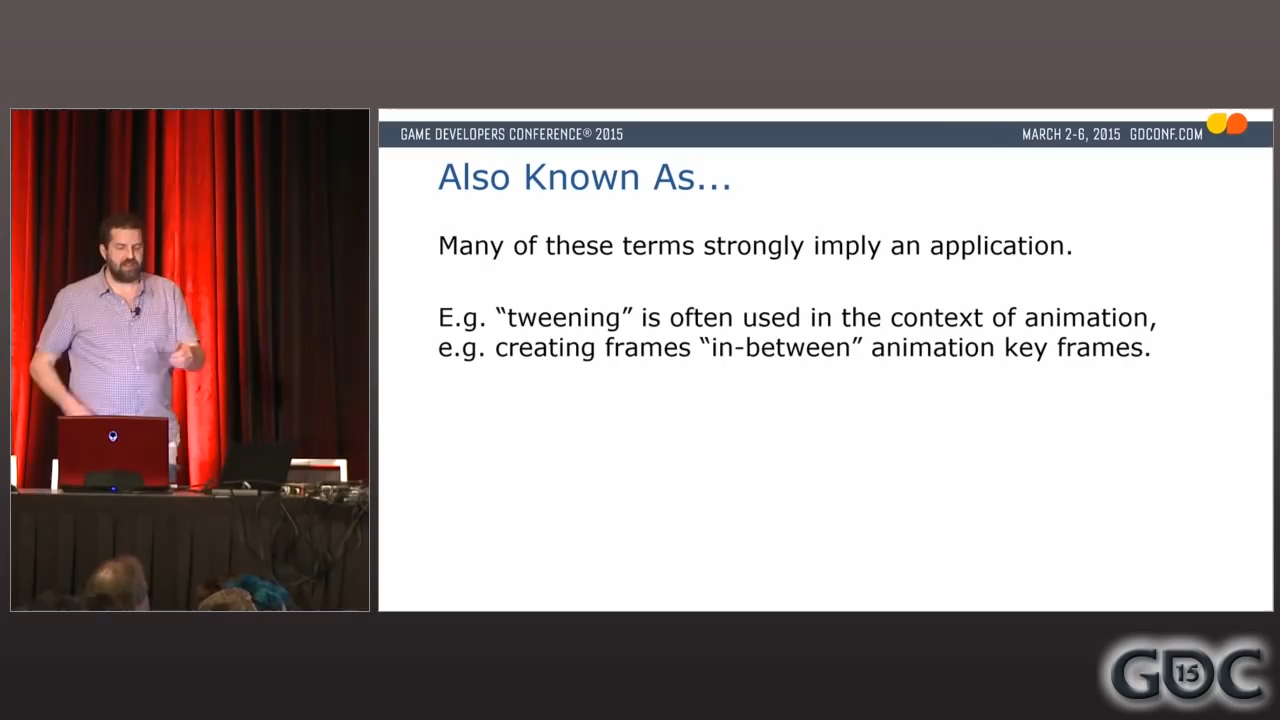 GAME DEVELOPERS CONFERENCE® 2015
MARCH 2-6, 2015 GDCONF.COM
Also Known As...
Many of these terms strongly imply an application.
E.g. “tweening” is often used in the context of animation,
e.g. creating frames “in-between” animation key frames.
GDC
15